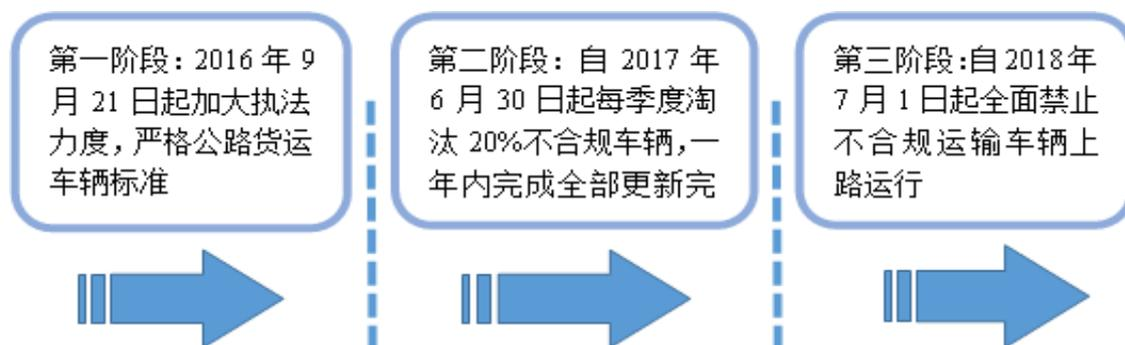 第一阶段：2016 年 9
月 21 日起加大执法
力度，严格公路货运
车辆标准
第二阶段：自 2017 年
6 月 30 日起每季度淘
汰 20%不合规车辆，一
年内完成全部更新完
第三阶段:自 2018 年
7 月 1 日起全面禁止
不合规运输车辆上
路运行